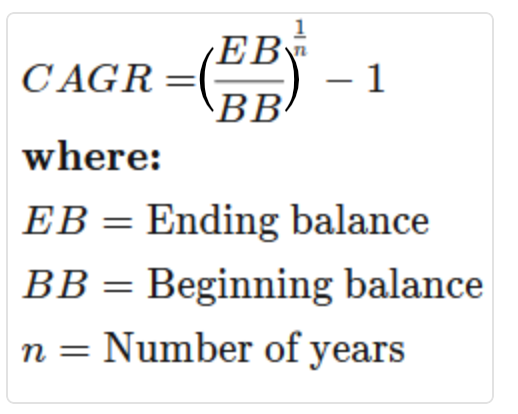 CAGR = (EB/BB)^(1/n) − 1
where:
EB = Ending balance
BB = Beginning balance
n = Number of years